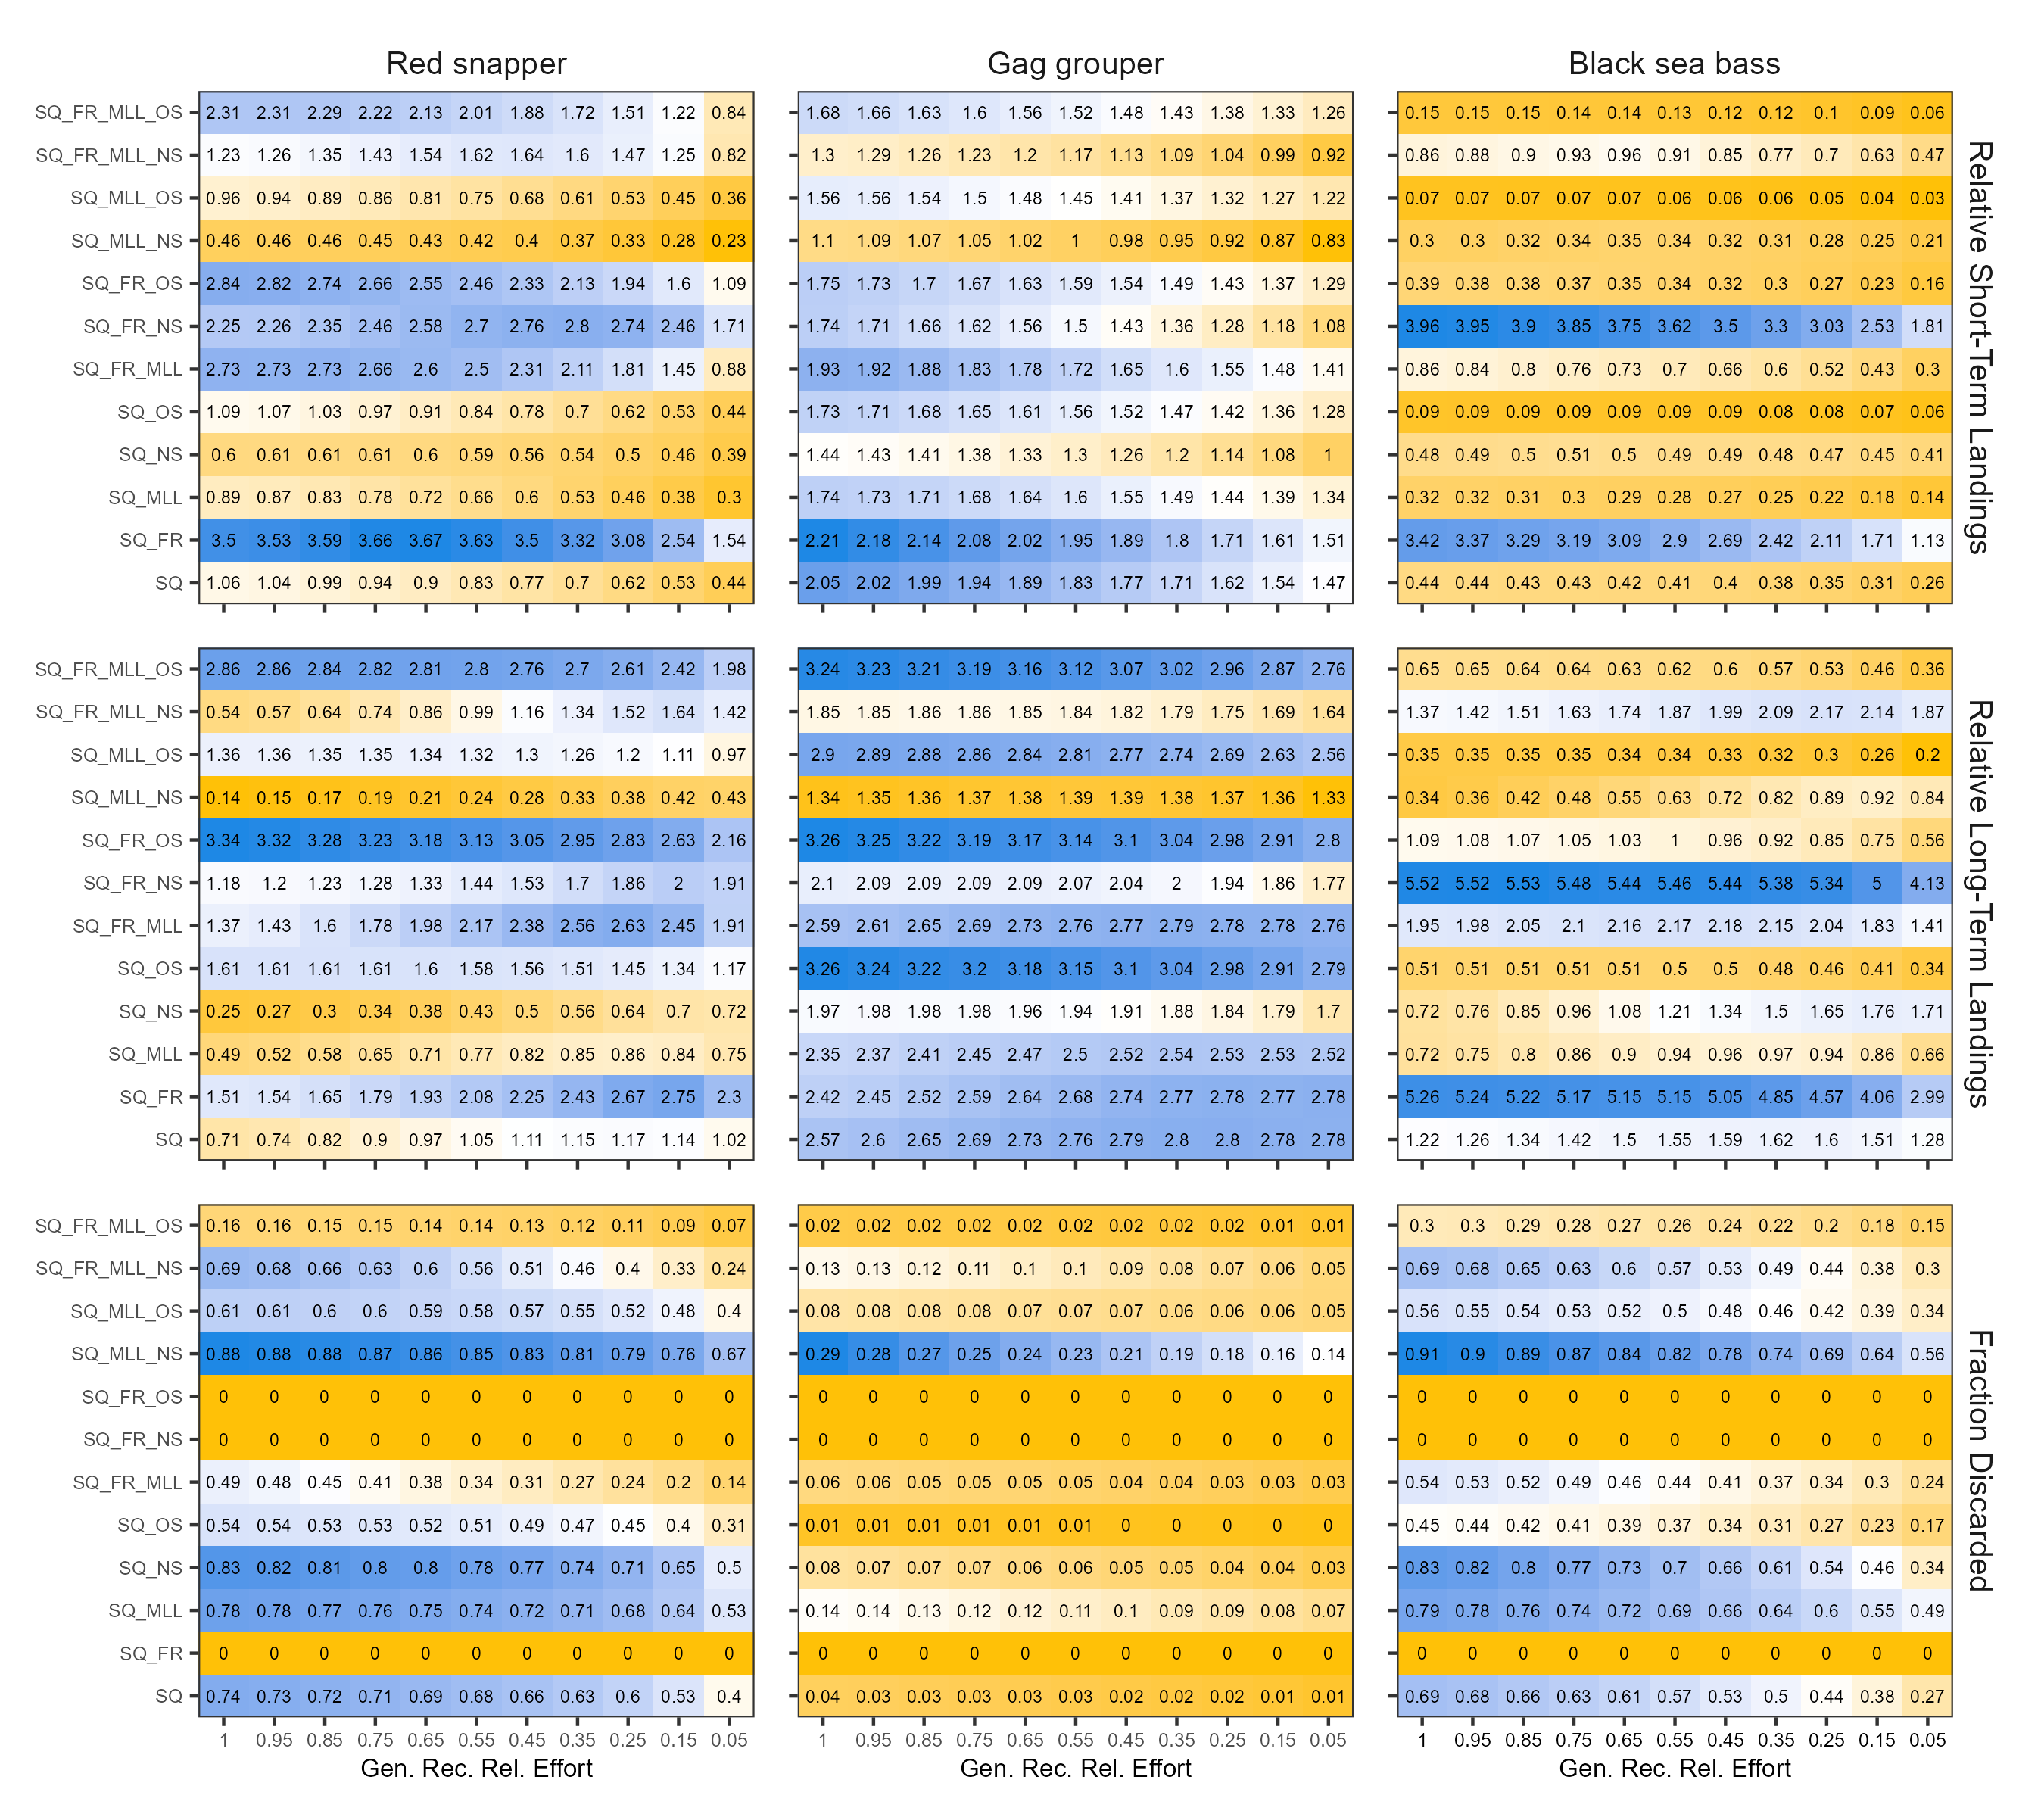 Red snapper Gag grouper Black sea bass
SQ_FR_MLL_OS 2.31 2.31 2.29 2.22 2.13 2.01 1.88 1.72 1.51 1.22 0.84 1.68 1.66 1.63 1.6 1.56 1.52 1.48 1.43 1.38 1.33 1.26 0.15 0.15 0.15 0.14 0.14 0.13 0.12 0.12 0.1 0.09 0.06
SQ_FR_MLL_NS 1.23 1.26 1.35 1.43 1.54 1.62 1.64 1.6 1.47 1.25 0.82 1.3 1.29 1.26 1.23 1.2 1.17 1.13 1.09 1.04 0.99 0.92 0.86 0.88 0.9 0.93 0.96 0.91 0.85 0.77 0.7 0.63 0.47
SQ_MLL_OS 0.96 0.94 0.89 0.86 0.81 0.75 0.68 0.61 0.53 0.45 0.36 1.56 1.56 1.54 1.5 1.48 1.45 1.41 1.37 1.32 1.27 1.22 0.07 0.07 0.07 0.07 0.07 0.06 0.06 0.06 0.05 0.04 0.03
SQ_MLL_NS 0.46 0.46 0.46 0.45 0.43 0.42 0.4 0.37 0.33 0.28 0.23 1.1 1.09 1.07 1.05 1.02 1 0.98 0.95 0.92 0.87 0.83 0.3 0.3 0.32 0.34 0.35 0.34 0.32 0.31 0.28 0.25 0.21
SQ_FR_OS 2.84 2.82 2.74 2.66 2.55 2.46 2.33 2.13 1.94 1.6 1.09 1.75 1.73 1.7 1.67 1.63 1.59 1.54 1.49 1.43 1.37 1.29 0.39 0.38 0.38 0.37 0.35 0.34 0.32 0.3 0.27 0.23 0.16
SQ_FR_NS 2.25 2.26 2.35 2.46 2.58 2.7 2.76 2.8 2.74 2.46 1.71 1.74 1.71 1.66 1.62 1.56 1.5 1.43 1.36 1.28 1.18 1.08 3.96 3.95 3.9 3.85 3.75 3.62 3.5 3.3 3.03 2.53 1.81
SQ_FR_MLL 2.73 2.73 2.73 2.66 2.6 2.5 2.31 2.11 1.81 1.45 0.88 1.93 1.92 1.88 1.83 1.78 1.72 1.65 1.6 1.55 1.48 1.41 0.86 0.84 0.8 0.76 0.73 0.7 0.66 0.6 0.52 0.43 0.3
SQ_OS 1.09 1.07 1.03 0.97 0.91 0.84 0.78 0.7 0.62 0.53 0.44 1.73 1.71 1.68 1.65 1.61 1.56 1.52 1.47 1.42 1.36 1.28 0.09 0.09 0.09 0.09 0.09 0.09 0.09 0.08 0.08 0.07 0.06
SQ_NS 0.6 0.61 0.61 0.61 0.6 0.59 0.56 0.54 0.5 0.46 0.39 1.44 1.43 1.41 1.38 1.33 1.3 1.26 1.2 1.14 1.08 1 0.48 0.49 0.5 0.51 0.5 0.49 0.49 0.48 0.47 0.45 0.41
SQ_MLL 0.89 0.87 0.83 0.78 0.72 0.66 0.6 0.53 0.46 0.38 0.3 1.74 1.73 1.71 1.68 1.64 1.6 1.55 1.49 1.44 1.39 1.34 0.32 0.32 0.31 0.3 0.29 0.28 0.27 0.25 0.22 0.18 0.14
SQ_FR 3.5 3.53 3.59 3.66 3.67 3.63 3.5 3.32 3.08 2.54 1.54 2.21 2.18 2.14 2.08 2.02 1.95 1.89 1.8 1.71 1.61 1.51 3.42 3.37 3.29 3.19 3.09 2.9 2.69 2.42 2.11 1.71 1.13
SQ 1.06 1.04 0.99 0.94 0.9 0.83 0.77 0.7 0.62 0.53 0.44 2.05 2.02 1.99 1.94 1.89 1.83 1.77 1.71 1.62 1.54 1.47 0.44 0.44 0.43 0.43 0.42 0.41 0.4 0.38 0.35 0.31 0.26
Relative Short-Term Landings
SQ_FR_MLL_OS 2.86 2.86 2.84 2.82 2.81 2.8 2.76 2.7 2.61 2.42 1.98 3.24 3.23 3.21 3.19 3.16 3.12 3.07 3.02 2.96 2.87 2.76 0.65 0.65 0.64 0.64 0.63 0.62 0.6 0.57 0.53 0.46 0.36
SQ_FR_MLL_NS 0.54 0.57 0.64 0.74 0.86 0.99 1.16 1.34 1.52 1.64 1.42 1.85 1.85 1.86 1.86 1.85 1.84 1.82 1.79 1.75 1.69 1.64 1.37 1.42 1.51 1.63 1.74 1.87 1.99 2.09 2.17 2.14 1.87
SQ_MLL_OS 1.36 1.36 1.35 1.35 1.34 1.32 1.3 1.26 1.2 1.11 0.97 2.9 2.89 2.88 2.86 2.84 2.81 2.77 2.74 2.69 2.63 2.56 0.35 0.35 0.35 0.35 0.34 0.34 0.33 0.32 0.3 0.26 0.2
SQ_MLL_NS 0.14 0.15 0.17 0.19 0.21 0.24 0.28 0.33 0.38 0.42 0.43 1.34 1.35 1.36 1.37 1.38 1.39 1.39 1.38 1.37 1.36 1.33 0.34 0.36 0.42 0.48 0.55 0.63 0.72 0.82 0.89 0.92 0.84
SQ_FR_OS 3.34 3.32 3.28 3.23 3.18 3.13 3.05 2.95 2.83 2.63 2.16 3.26 3.25 3.22 3.19 3.17 3.14 3.1 3.04 2.98 2.91 2.8 1.09 1.08 1.07 1.05 1.03 1 0.96 0.92 0.85 0.75 0.56
SQ_FR_NS 1.18 1.2 1.23 1.28 1.33 1.44 1.53 1.7 1.86 2 1.91 2.1 2.09 2.09 2.09 2.09 2.07 2.04 2 1.94 1.86 1.77 5.52 5.52 5.53 5.48 5.44 5.46 5.44 5.38 5.34 5 4.13
SQ_FR_MLL 1.37 1.43 1.6 1.78 1.98 2.17 2.38 2.56 2.63 2.45 1.91 2.59 2.61 2.65 2.69 2.73 2.76 2.77 2.79 2.78 2.78 2.76 1.95 1.98 2.05 2.1 2.16 2.17 2.18 2.15 2.04 1.83 1.41
SQ_OS 1.61 1.61 1.61 1.61 1.6 1.58 1.56 1.51 1.45 1.34 1.17 3.26 3.24 3.22 3.2 3.18 3.15 3.1 3.04 2.98 2.91 2.79 0.51 0.51 0.51 0.51 0.51 0.5 0.5 0.48 0.46 0.41 0.34
SQ_NS 0.25 0.27 0.3 0.34 0.38 0.43 0.5 0.56 0.64 0.7 0.72 1.97 1.98 1.98 1.98 1.96 1.94 1.91 1.88 1.84 1.79 1.7 0.72 0.76 0.85 0.96 1.08 1.21 1.34 1.5 1.65 1.76 1.71
SQ_MLL 0.49 0.52 0.58 0.65 0.71 0.77 0.82 0.85 0.86 0.84 0.75 2.35 2.37 2.41 2.45 2.47 2.5 2.52 2.54 2.53 2.53 2.52 0.72 0.75 0.8 0.86 0.9 0.94 0.96 0.97 0.94 0.86 0.66
SQ_FR 1.51 1.54 1.65 1.79 1.93 2.08 2.25 2.43 2.67 2.75 2.3 2.42 2.45 2.52 2.59 2.64 2.68 2.74 2.77 2.78 2.77 2.78 5.26 5.24 5.22 5.17 5.15 5.15 5.05 4.85 4.57 4.06 2.99
SQ 0.71 0.74 0.82 0.9 0.97 1.05 1.11 1.15 1.17 1.14 1.02 2.57 2.6 2.65 2.69 2.73 2.76 2.79 2.8 2.8 2.78 2.78 1.22 1.26 1.34 1.42 1.5 1.55 1.59 1.62 1.6 1.51 1.28
Relative Long-Term Landings
SQ_FR_MLL_OS 0.16 0.16 0.15 0.15 0.14 0.14 0.13 0.12 0.11 0.09 0.07 0.02 0.02 0.02 0.02 0.02 0.02 0.02 0.02 0.02 0.01 0.01 0.3 0.3 0.29 0.28 0.27 0.26 0.24 0.22 0.2 0.18 0.15
SQ_FR_MLL_NS 0.69 0.68 0.66 0.63 0.6 0.56 0.51 0.46 0.4 0.33 0.24 0.13 0.13 0.12 0.11 0.1 0.1 0.09 0.08 0.07 0.06 0.05 0.69 0.68 0.65 0.63 0.6 0.57 0.53 0.49 0.44 0.38 0.3
SQ_MLL_OS 0.61 0.61 0.6 0.6 0.59 0.58 0.57 0.55 0.52 0.48 0.4 0.08 0.08 0.08 0.08 0.07 0.07 0.07 0.06 0.06 0.06 0.05 0.56 0.55 0.54 0.53 0.52 0.5 0.48 0.46 0.42 0.39 0.34
SQ_MLL_NS 0.88 0.88 0.88 0.87 0.86 0.85 0.83 0.81 0.79 0.76 0.67 0.29 0.28 0.27 0.25 0.24 0.23 0.21 0.19 0.18 0.16 0.14 0.91 0.9 0.89 0.87 0.84 0.82 0.78 0.74 0.69 0.64 0.56
SQ_FR_OS 0 0 0 0 0 0 0 0 0 0 0 0 0 0 0 0 0 0 0 0 0 0 0 0 0 0 0 0 0 0 0 0 0
SQ_FR_NS 0 0 0 0 0 0 0 0 0 0 0 0 0 0 0 0 0 0 0 0 0 0 0 0 0 0 0 0 0 0 0 0 0
SQ_FR_MLL 0.49 0.48 0.45 0.41 0.38 0.34 0.31 0.27 0.24 0.2 0.14 0.06 0.06 0.05 0.05 0.05 0.05 0.04 0.04 0.03 0.03 0.03 0.54 0.53 0.52 0.49 0.46 0.44 0.41 0.37 0.34 0.3 0.24
SQ_OS 0.54 0.54 0.53 0.53 0.52 0.51 0.49 0.47 0.45 0.4 0.31 0.01 0.01 0.01 0.01 0.01 0.01 0 0 0 0 0 0.45 0.44 0.42 0.41 0.39 0.37 0.34 0.31 0.27 0.23 0.17
SQ_NS 0.83 0.82 0.81 0.8 0.8 0.78 0.77 0.74 0.71 0.65 0.5 0.08 0.07 0.07 0.07 0.06 0.06 0.05 0.05 0.04 0.04 0.03 0.83 0.82 0.8 0.77 0.73 0.7 0.66 0.61 0.54 0.46 0.34
SQ_MLL 0.78 0.78 0.77 0.76 0.75 0.74 0.72 0.71 0.68 0.64 0.53 0.14 0.14 0.13 0.12 0.12 0.11 0.1 0.09 0.09 0.08 0.07 0.79 0.78 0.76 0.74 0.72 0.69 0.66 0.64 0.6 0.55 0.49
SQ_FR 0 0 0 0 0 0 0 0 0 0 0 0 0 0 0 0 0 0 0 0 0 0 0 0 0 0 0 0 0 0 0 0 0
SQ 0.74 0.73 0.72 0.71 0.69 0.68 0.66 0.63 0.6 0.53 0.4 0.04 0.03 0.03 0.03 0.03 0.03 0.02 0.02 0.02 0.01 0.01 0.69 0.68 0.66 0.63 0.61 0.57 0.53 0.5 0.44 0.38 0.27
Fraction Discarded
1 0.95 0.85 0.75 0.65 0.55 0.45 0.35 0.25 0.15 0.05 1 0.95 0.85 0.75 0.65 0.55 0.45 0.35 0.25 0.15 0.05 1 0.95 0.85 0.75 0.65 0.55 0.45 0.35 0.25 0.15 0.05
Gen. Rec. Rel. Effort Gen. Rec. Rel. Effort Gen. Rec. Rel. Effort